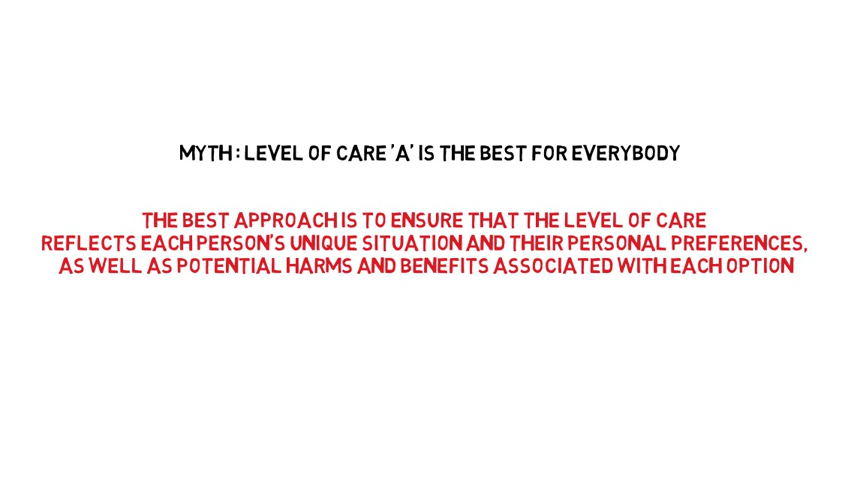 MYTH: LEVEL OF CARE 'A' IS THE BEST FOR EVERYBODY
THE BEST APPROACH IS TO ENSURE THAT THE LEVEL OF CARE
REFLECTS EACH PERSON'S UNIQUE SITUATION AND THEIR PERSONAL PREFERENCES,
AS WELL AS POTENTIAL HARMS AND BENEFITS ASSOCIATED WITH EACH OPTION